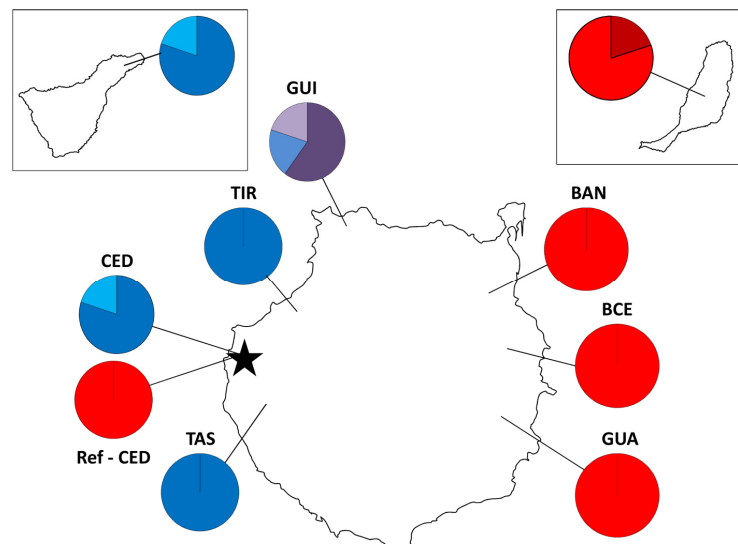 GUI
TIR
BAN
CED
BCE
Ref - CED
TAS
GUA